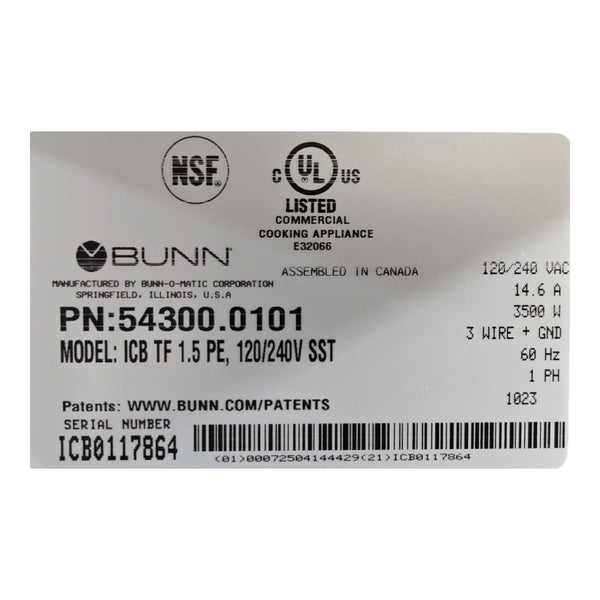 NSF®
C UL® US
LISTED
COMMERCIAL
COOKING APPLIANCE
E32066
BUNN®
ASSEMBLED IN CANADA
MANUFACTURED BY BUNN-O-MATIC CORPORATION
SPRINGFIELD, ILLINOIS, U.S.A
120/240 VAC
14.6 A
3500 W
3 WIRE + GND
60 Hz
1 PH
1023
PN:54300.0101
MODEL: ICB TF 1.5 PE, 120/240V SST
Patents: WWW.BUNN.COM/PATENTS
SERIAL NUMBER
ICB0117864
(01)00072504144429(21)ICB0117864